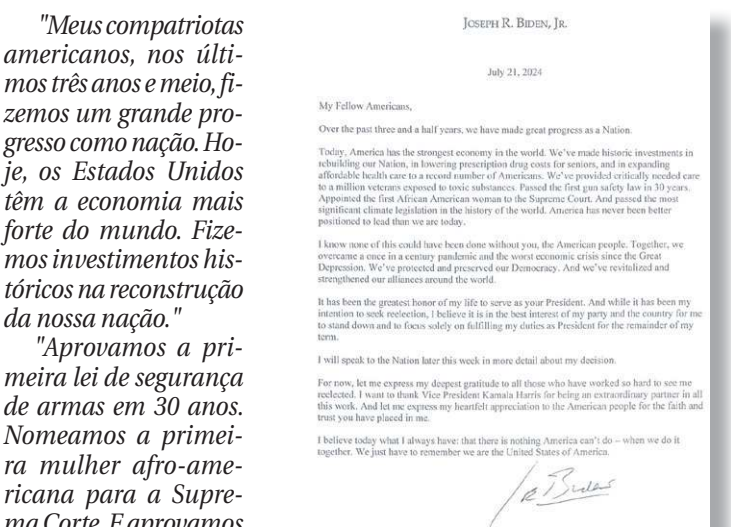 "Meus compatriotas
americanos, nos últi-
mos três anos e meio, fi-
zemos um grande pro-
gresso como nação. Ho-
je, os Estados Unidos
têm a economia mais
forte do mundo. Fize-
mos investimentos his-
tóricos na reconstrução
da nossa nação."
"Aprovamos a pri-
meira lei de segurança
de armas em 30 anos.
Nomeamos a primei-
ra mulher afro-ame-
ricana para a Supre-
ma Corte. E aprovamos
JOSEPH R. BIDEN, JR.
July 21, 2024
My Fellow Americans,
Over the past three and a half years, we have made great progress as a Nation.
Today, America has the strongest economy in the world. We've made historic investments in
rebuilding our Nation, in lowering prescription drug costs for seniors, and in expanding
affordable health care to a record number of Americans. We've provided critically needed care
to a million veterans exposed to toxic substances. Passed the first gun safety law in 30 years.
Appointed the first African American woman to the Supreme Court. And passed the most
significant climate legislation in the history of the world. America has never been better
positioned to lead than we are today.
I know none of this could have been done without you, the American people. Together, we
overcame a once in a century pandemic and the worst economic crisis since the Great
Depression. We've protected and preserved our Democracy. And we've revitalized and
strengthened our alliances around the world.
It has been the greatest honor of my life to serve as your President. And while it has been my
intention to seek reelection, I believe it is in the best interest of my party and the country for me
to stand down and to focus solely on fulfilling my duties as President for the remainder of my
term.
I will speak to the Nation later this week in more detail about my decision.
For now, let me express my deepest gratitude to all those who have worked so hard to see me
reelected. I want to thank Vice President Kamala Harris for being an extraordinary partner in all
this work. And let me express my heartfelt appreciation to the American people for the faith and
trust you have placed in me.
I believe today what I always have: that there is nothing America can't do – when we do it
together. We just have to remember we are the United States of America.
Joe Biden